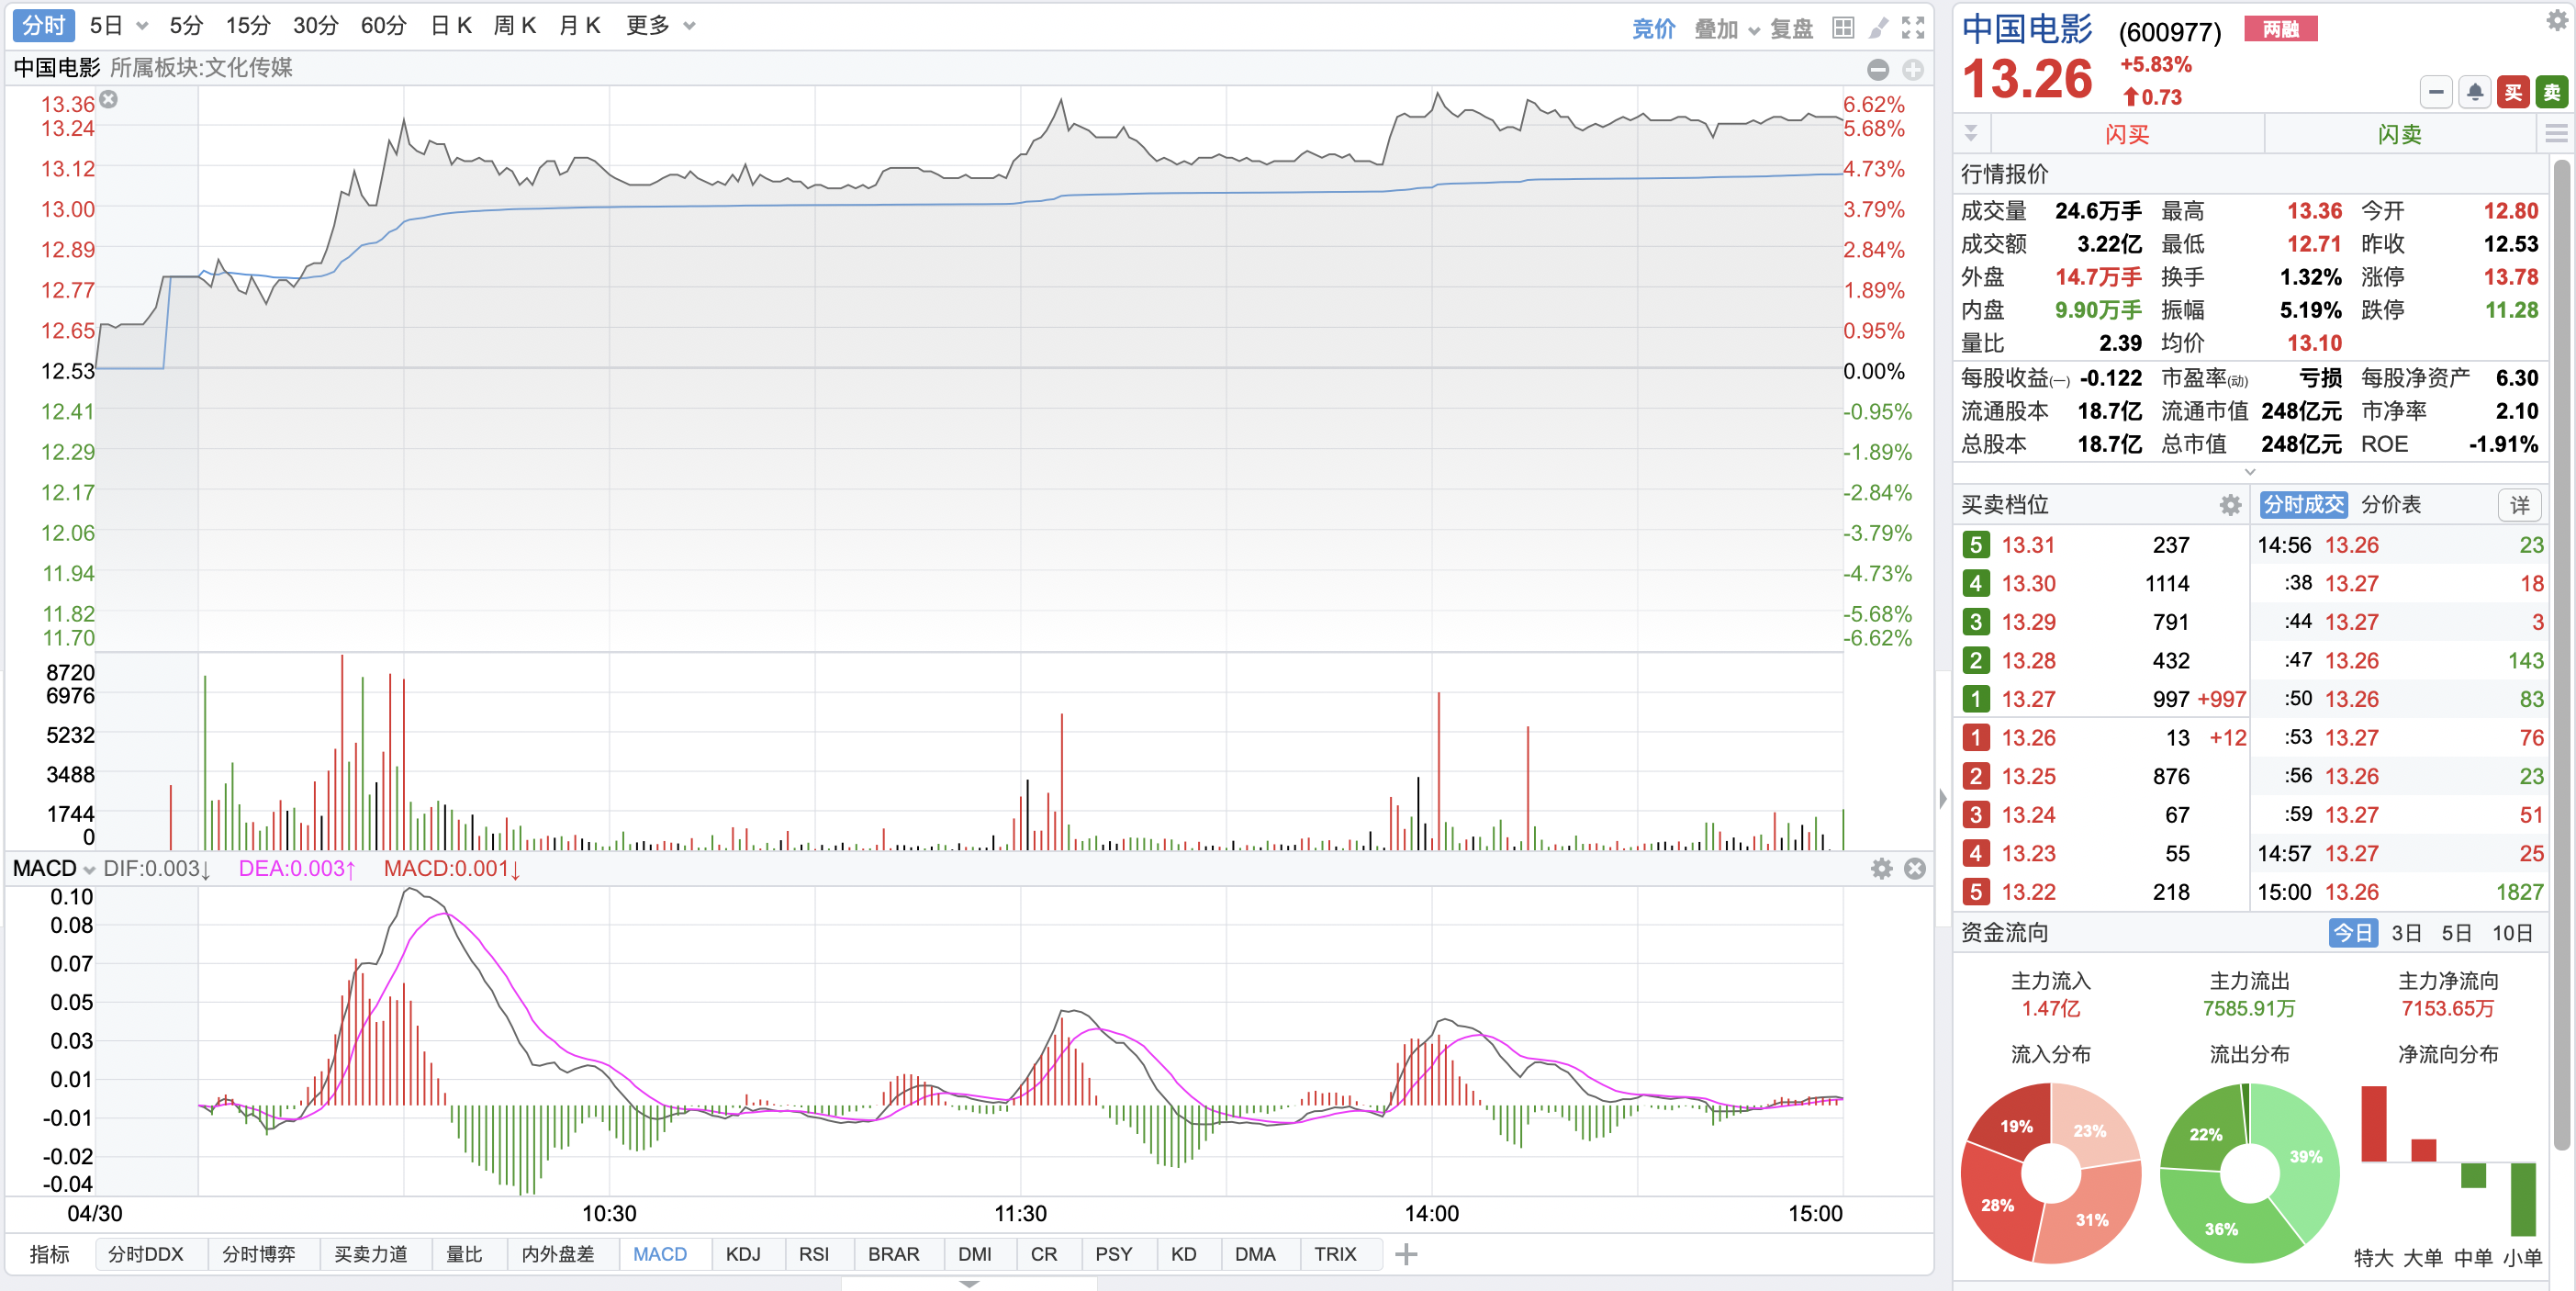 分时 5日 5分 15分 30分 60分 日K 周K 月K 更多 竞价 叠加 复盘
中国电影 所属板块:文化传媒
13.36 6.62%
13.24 5.68%
13.12 4.73%
13.00 3.79%
12.89 2.84%
12.77 1.89%
12.65 0.95%
12.53 0.00%
12.41 -0.95%
12.29 -1.89%
12.17 -2.84%
12.06 -3.79%
11.94 -4.73%
11.82 -5.68%
11.70 -6.62%
8720
6976
5232
3488
1744
0
MACD DIF:0.003↓ DEA:0.003↑ MACD:0.001↓
0.10
0.08
0.07
0.05
0.03
0.01
-0.01
-0.02
-0.04
04/30 10:30 11:30 14:00 15:00
指标 分时DDX 分时博弈 买卖力道 量比 内外盘差 MACD KDJ RSI BRAR DMI CR PSY KD DMA TRIX
中国电影 (600977) 两融
13.26 +5.83%
↑0.73 买 卖
闪买 闪卖
行情报价
成交量 24.6万手 最高 13.36 今开 12.80
成交额 3.22亿 最低 12.71 昨收 12.53
外盘 14.7万手 换手 1.32% 涨停 13.78
内盘 9.90万手 振幅 5.19% 跌停 11.28
量比 2.39 均价 13.10
每股收益(一) -0.122 市盈率(动) 亏损 每股净资产 6.30
流通股本 18.7亿 流通市值 248亿元 市净率 2.10
总股本 18.7亿 总市值 248亿元 ROE -1.91%
买卖档位 分时成交 分价表 详
5 13.31 237 14:56 13.26 23
4 13.30 1114 :38 13.27 18
3 13.29 791 :44 13.27 3
2 13.28 432 :47 13.26 143
1 13.27 997 +997 :50 13.26 83
1 13.26 13 +12 :53 13.27 76
2 13.25 876 :56 13.26 23
3 13.24 67 :59 13.27 51
4 13.23 55 14:57 13.27 25
5 13.22 218 15:00 13.26 1827
资金流向 今日 3日 5日 10日
主力流入 主力流出 主力净流向
1.47亿 7585.91万 7153.65万
流入分布 流出分布 净流向分布
19% 23% 28% 31%
22% 39% 36%
特大 大单 中单 小单